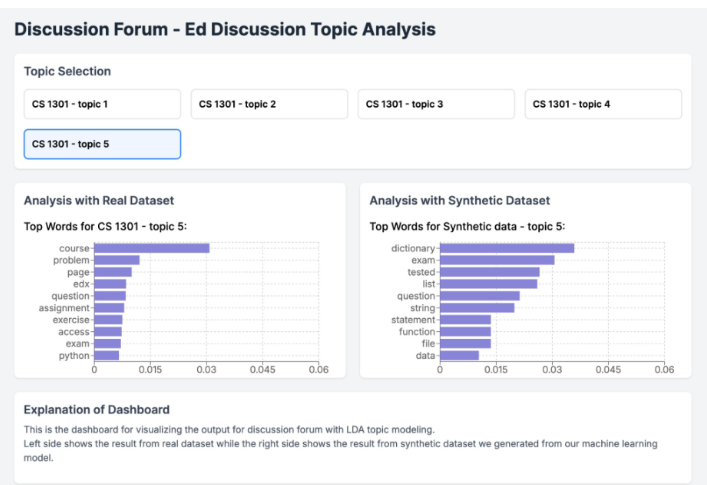 Discussion Forum - Ed Discussion Topic Analysis
Topic Selection
CS 1301 - topic 1
CS 1301 - topic 2
CS 1301 - topic 3
CS 1301 - topic 4
CS 1301 - topic 5
Analysis with Real Dataset
Top Words for CS 1301 - topic 5:
course
problem
page
edx
question
assignment
exercise
access
exam
python
0 0.015 0.03 0.045 0.06
Analysis with Synthetic Dataset
Top Words for Synthetic data - topic 5:
dictionary
exam
tested
list
question
string
statement
function
file
data
0 0.015 0.03 0.045 0.06
Explanation of Dashboard
This is the dashboard for visualizing the output for discussion forum with LDA topic modeling.
Left side shows the result from real dataset while the right side shows the result from synthetic dataset we generated from our machine learning
model.